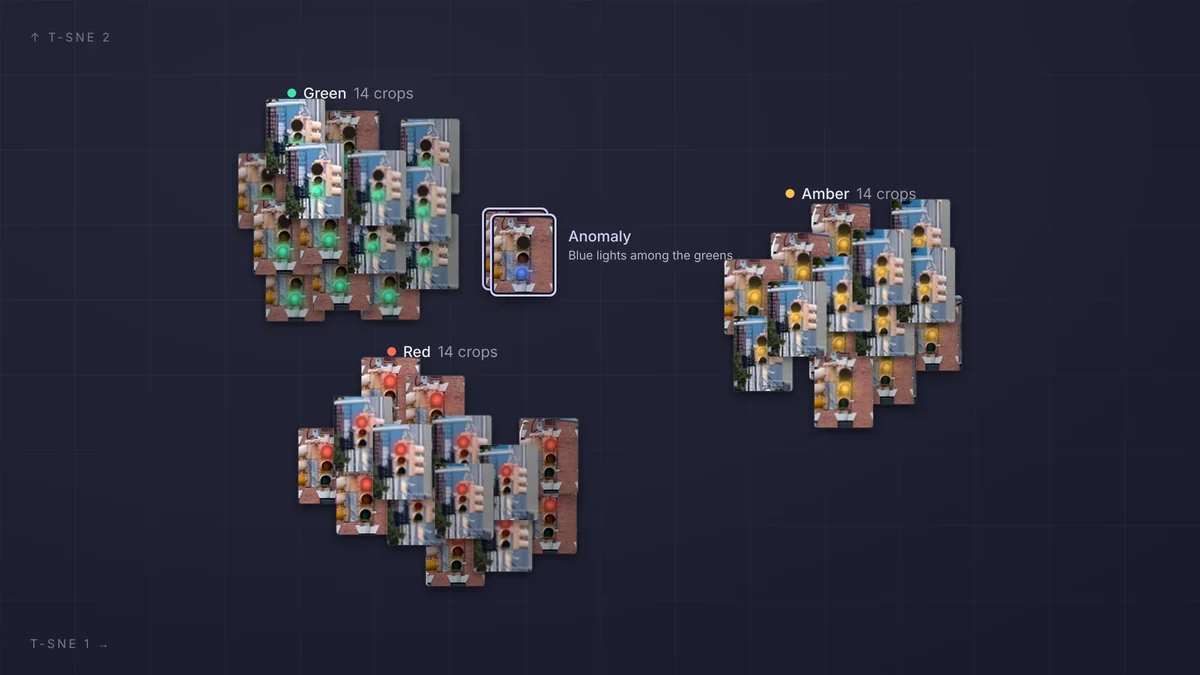 ↑ T-SNE 2
Green 14 crops
Amber 14 crops
Anomaly
Blue lights among the greens
Red 14 crops
T-SNE 1 →